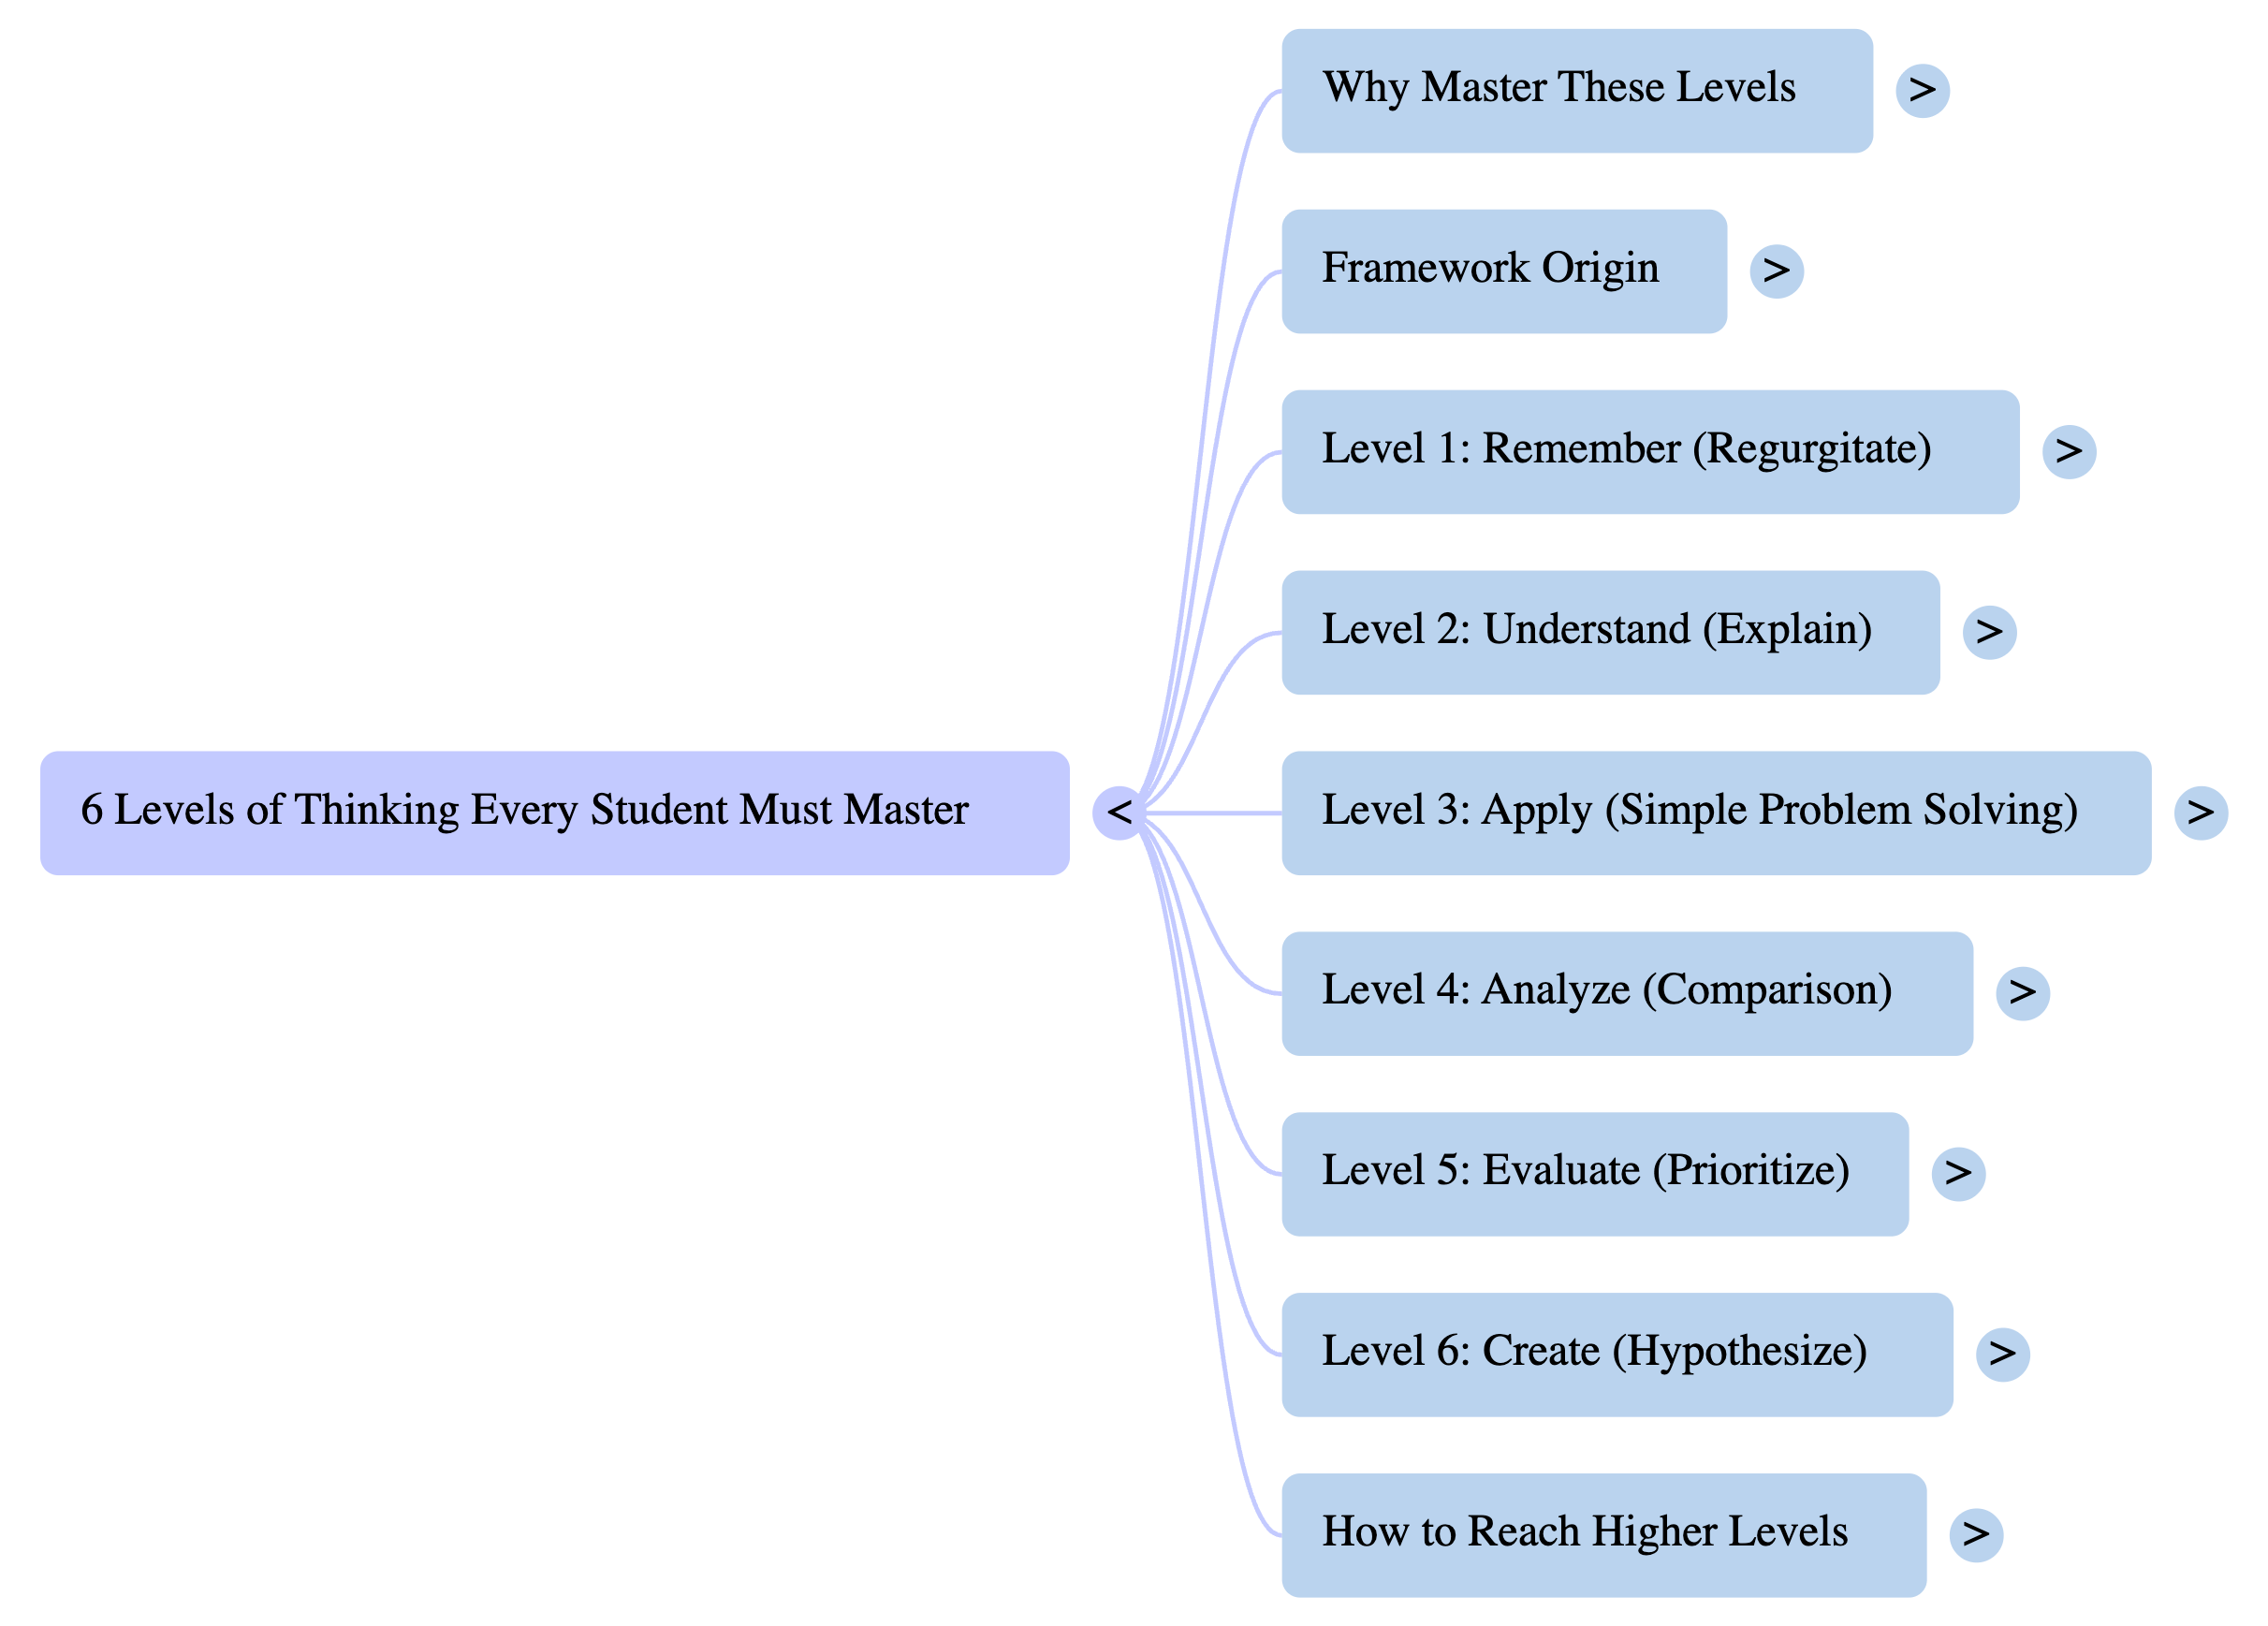 Why Master These Levels >
Framework Origin >
Level 1: Remember (Regurgitate) >
Level 2: Understand (Explain) >
6 Levels of Thinking Every Student Must Master <
Level 3: Apply (Simple Problem Solving) >
Level 4: Analyze (Comparison) >
Level 5: Evaluate (Prioritize) >
Level 6: Create (Hypothesize) >
How to Reach Higher Levels >